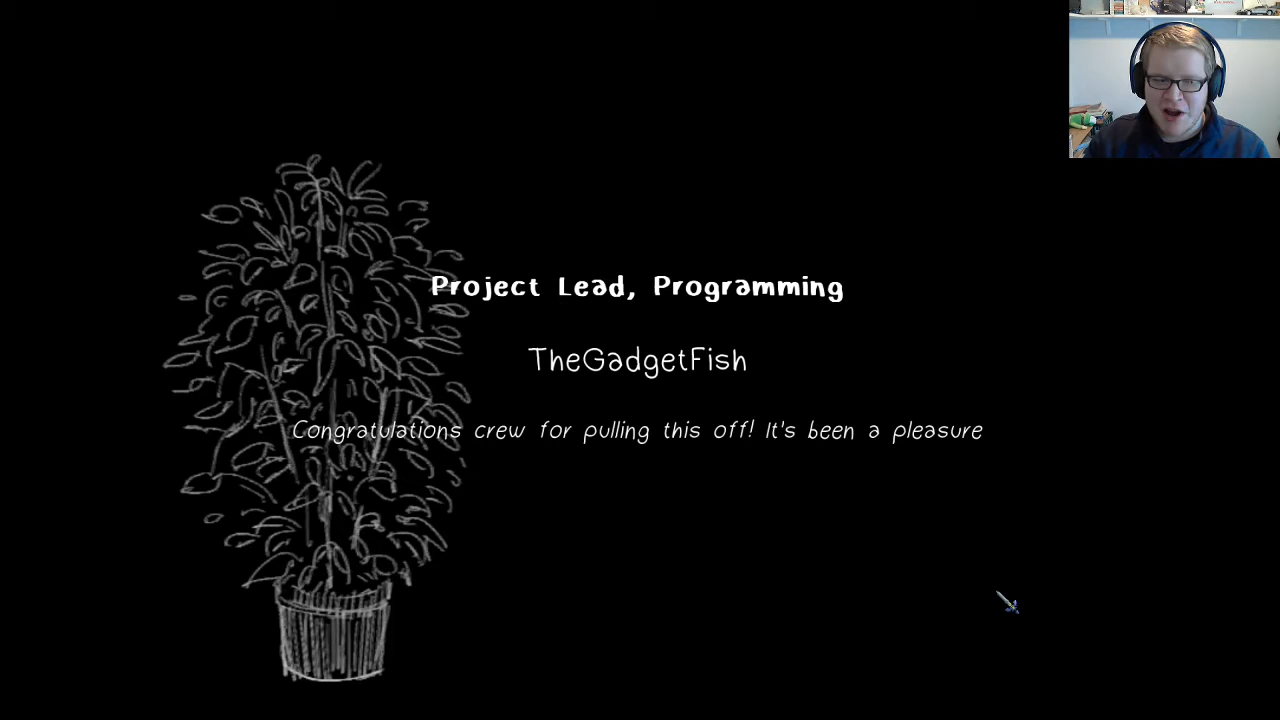 Project Lead, Programming
TheGadgetFish
Congratulations crew for pulling this off! It's been a pleasure